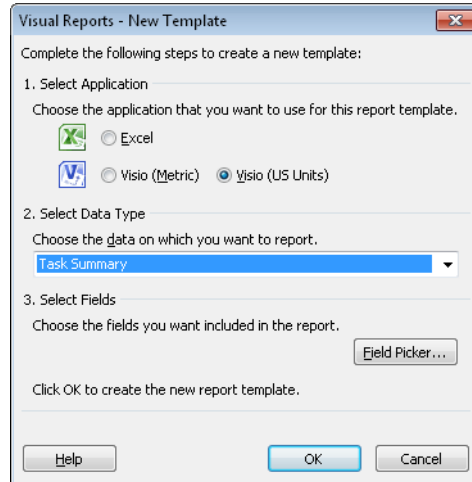 Visual Reports - New Template
Complete the following steps to create a new template:
1. Select Application
Choose the application that you want to use for this report template.
Excel
Visio (Metric) Visio (US Units)
2. Select Data Type
Choose the data on which you want to report.
Task Summary
3. Select Fields
Choose the fields you want included in the report.
Field Picker...
Click OK to create the new report template.
Help OK Cancel